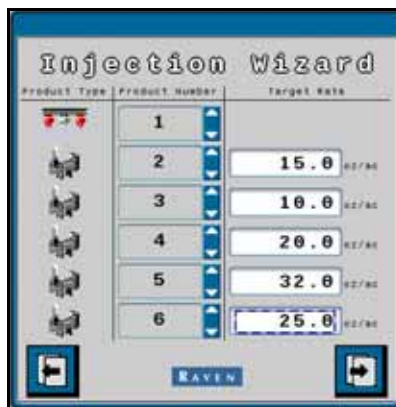 Injection Wizard
Product Type Product Number Target Rate
1
2 15.0 oz/ac
3 10.0 oz/ac
4 20.0 oz/ac
5 32.0 oz/ac
6 25.0 oz/ac
RAVEN